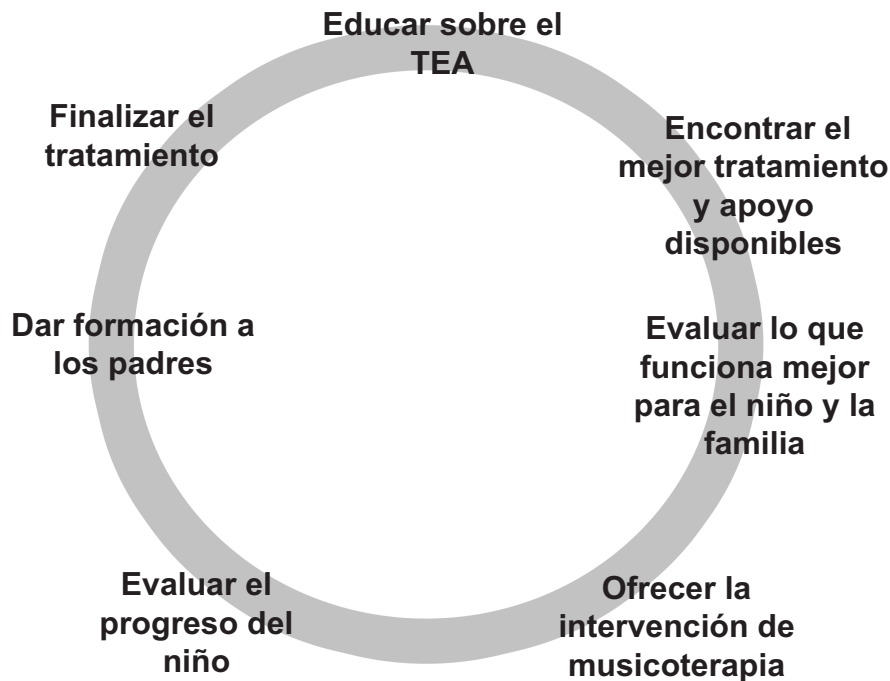 Educar sobre el
TEA
Encontrar el
mejor tratamiento
y apoyo
disponibles
Evaluar lo que
funciona mejor
para el niño y la
familia
Ofrecer la
intervención de
musicoterapia
Evaluar el
progreso del
niño
Dar formación a
los padres
Finalizar el
tratamiento